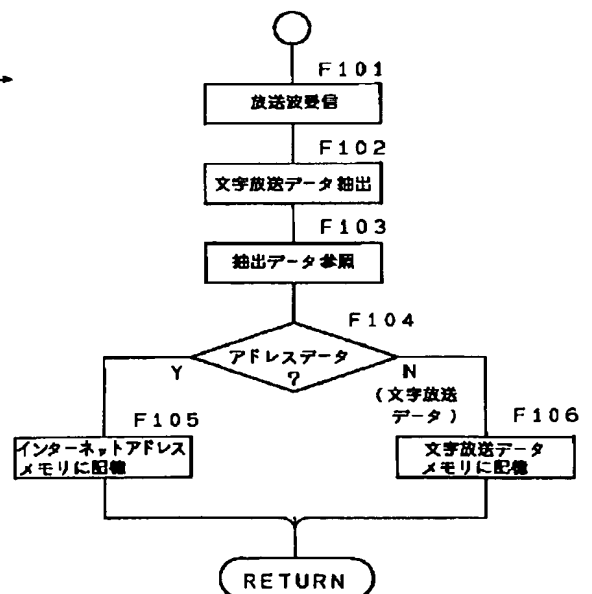 F101
放送波受信
F102
文字放送データ抽出
F103
抽出データ参照
F104
アドレスデータ
?
Y
N
(文字放送
データ)
F105
インターネットアドレス
メモリに記憶
F106
文字放送データ
メモリに記憶
RETURN